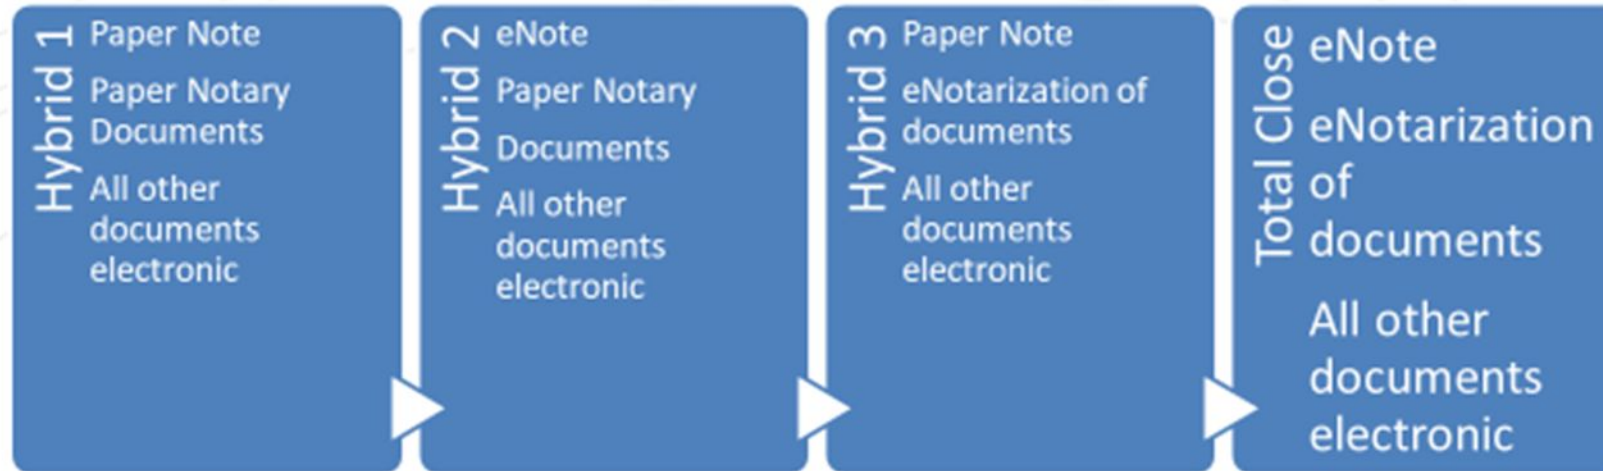 Hybrid 1
Paper Note
Paper Notary
Documents
All other
documents
electronic
Hybrid 2
eNote
Paper Notary
Documents
All other
documents
electronic
Hybrid 3
Paper Note
eNotarization of
documents
All other
documents
electronic
Total Close
eNote
eNotarization
of
documents
All other
documents
electronic